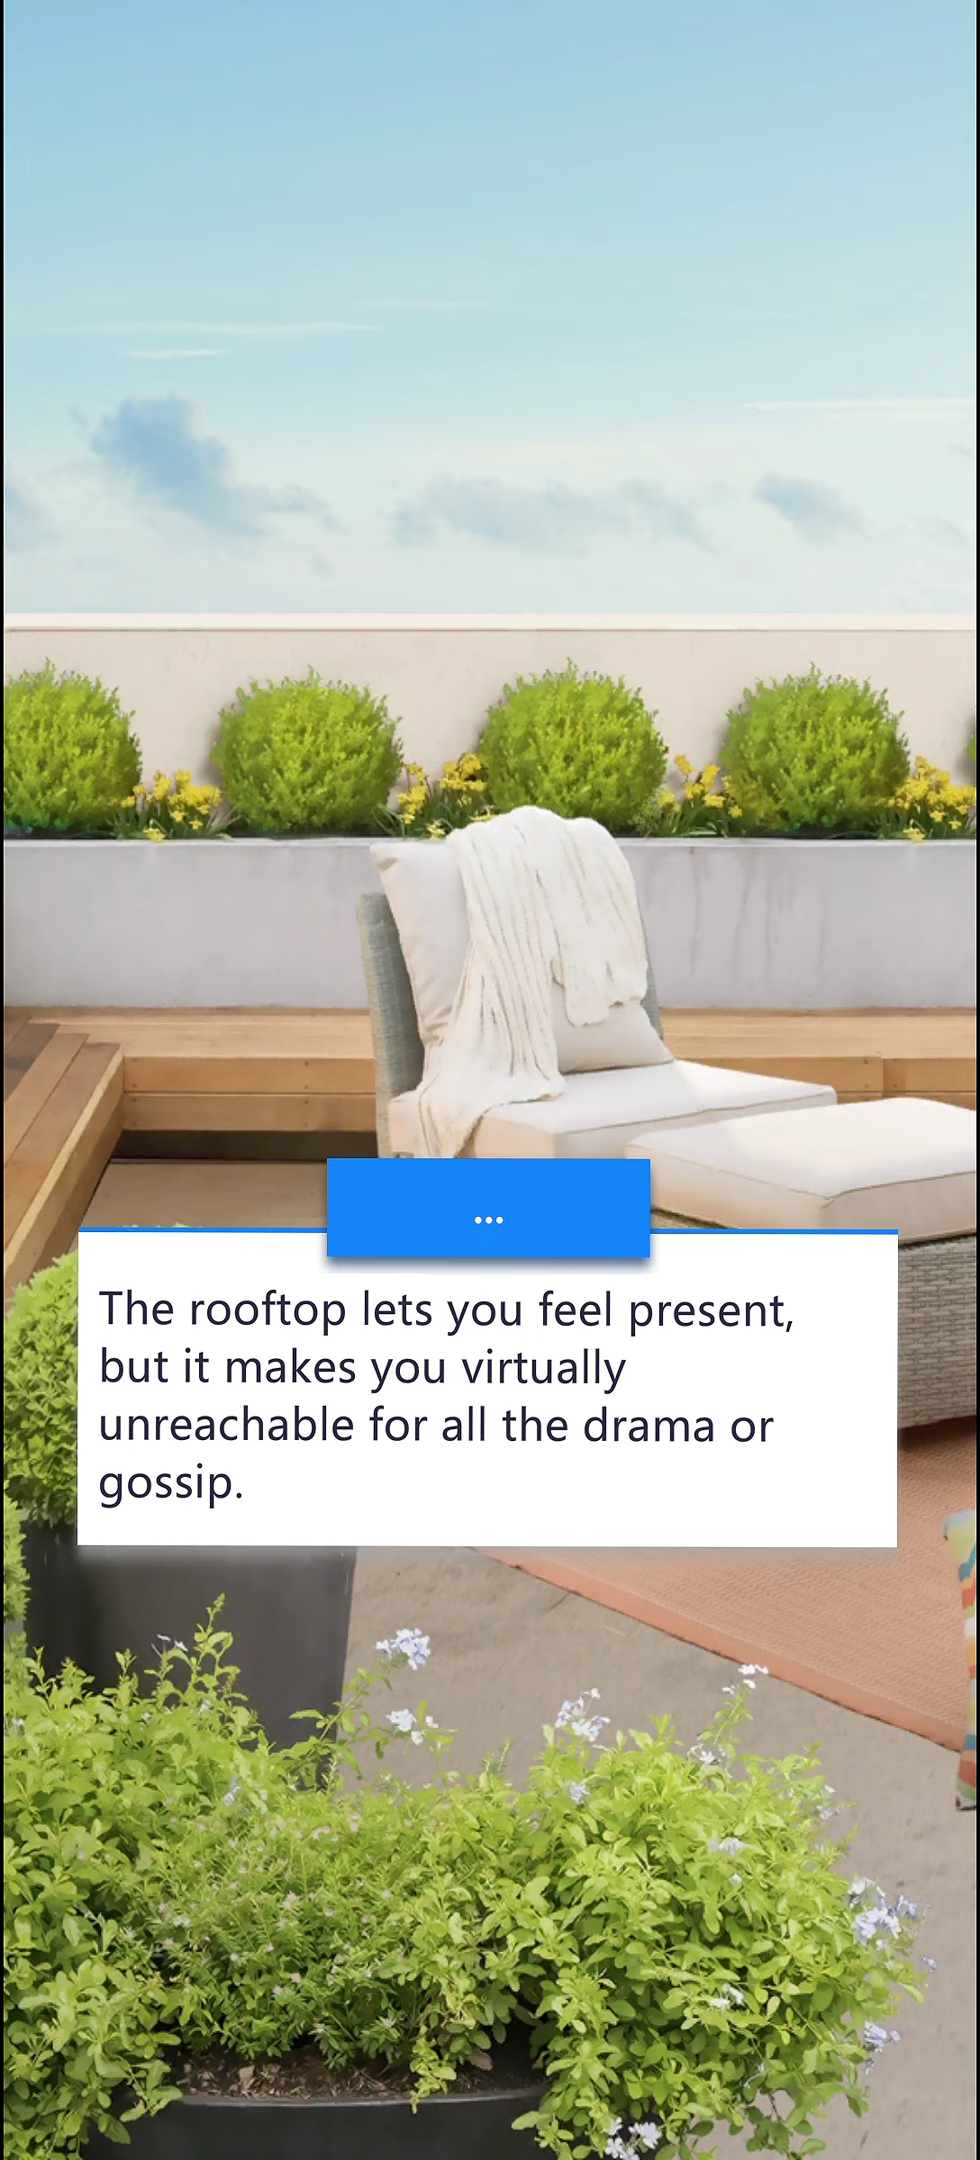 ...
The rooftop lets you feel present,
but it makes you virtually
unreachable for all the drama or
gossip.